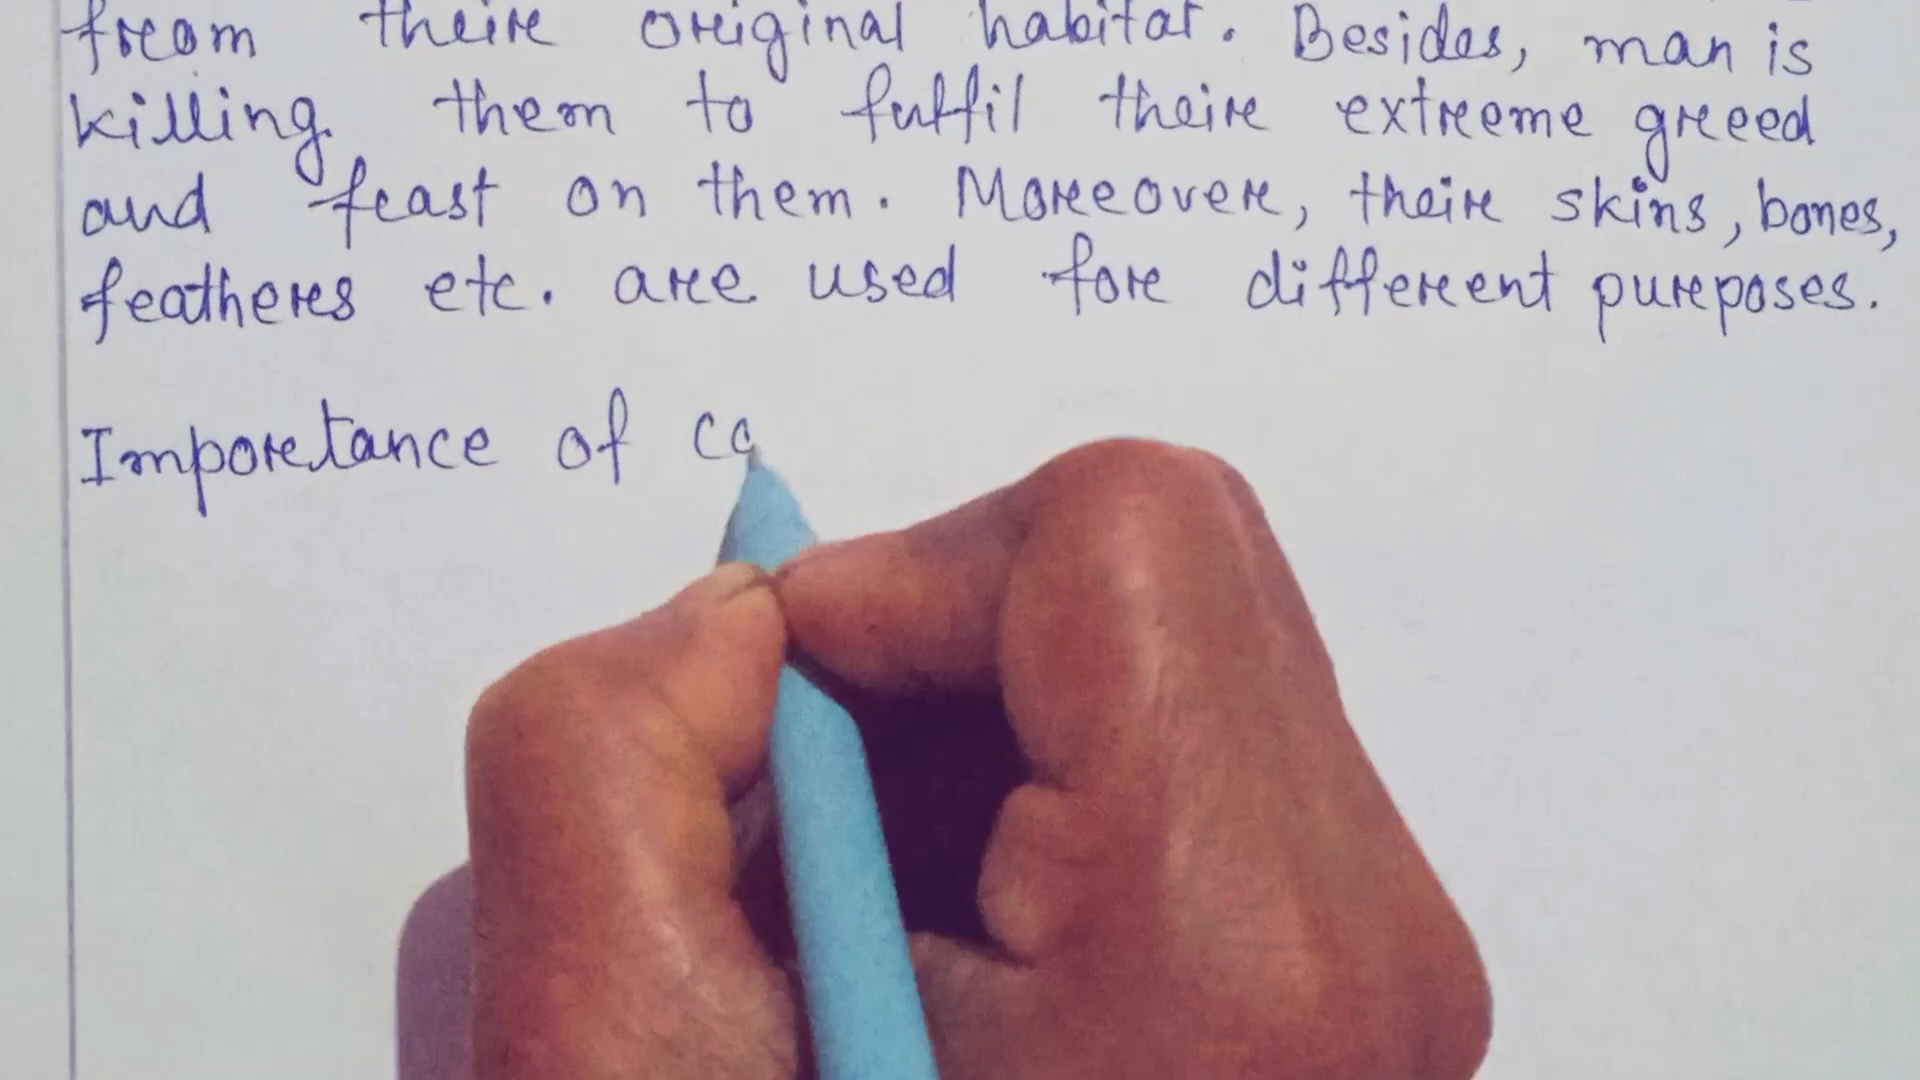 from their original habitat. Besides, man is
killing them to fulfil their extreme greed
and feast on them. Moreover, their skins, bones,
feathers etc. are used for different purposes.
Importance of co